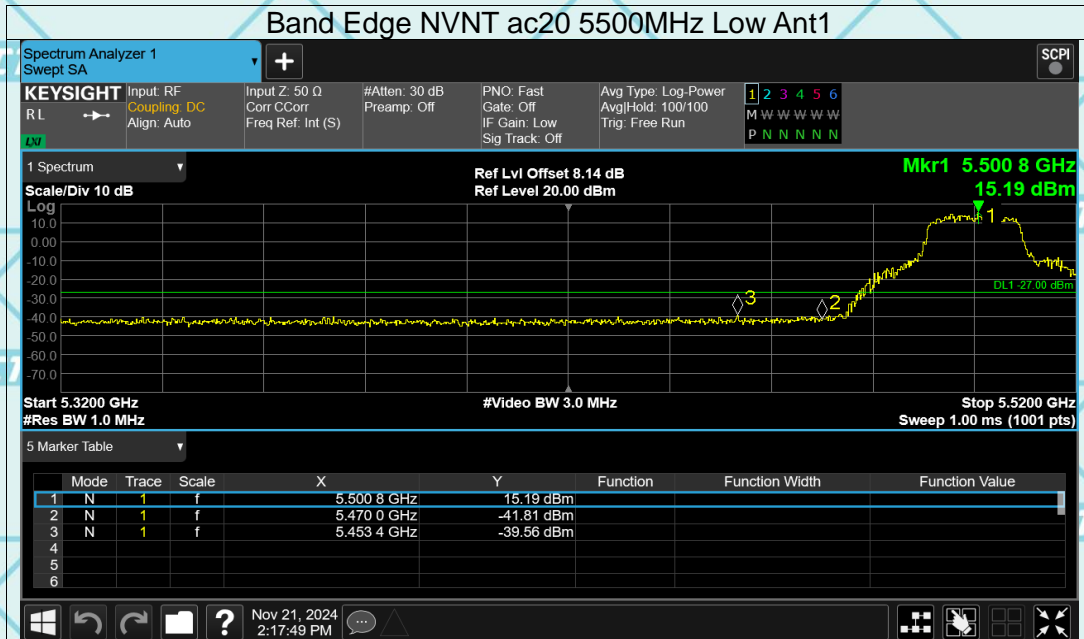 Band Edge NVNT ac20 5500MHz Low Ant1
Spectrum Analyzer 1
Swept SA
+
SCPI
KEYSIGHT
RL
LXI
Input: RF
Coupling: DC
Align: Auto
Input Z: 50 Ω
Corr CCorr
Freq Ref: Int (S)
#Atten: 30 dB
Preamp: Off
PNO: Fast
Gate: Off
IF Gain: Low
Sig Track: Off
Avg Type: Log-Power
Avg|Hold: 100/100
Trig: Free Run
1 2 3 4 5 6
M W W W W W
P N N N N N
1 Spectrum
Scale/Div 10 dB
Ref Lvl Offset 8.14 dB
Ref Level 20.00 dBm
Mkr1 5.500 8 GHz
15.19 dBm
Log
10.0
0.00
-10.0
-20.0
-30.0
-40.0
-50.0
-60.0
-70.0
1
2
3
DL1 -27.00 dBm
Start 5.3200 GHz
#Res BW 1.0 MHz
#Video BW 3.0 MHz
Stop 5.5200 GHz
Sweep 1.00 ms (1001 pts)
5 Marker Table
Mode Trace Scale X Y Function Function Width Function Value
1 N 1 f 5.500 8 GHz 15.19 dBm
2 N 1 f 5.470 0 GHz -41.81 dBm
3 N 1 f 5.453 4 GHz -39.56 dBm
4
5
6
?
Nov 21, 2024
2:17:49 PM